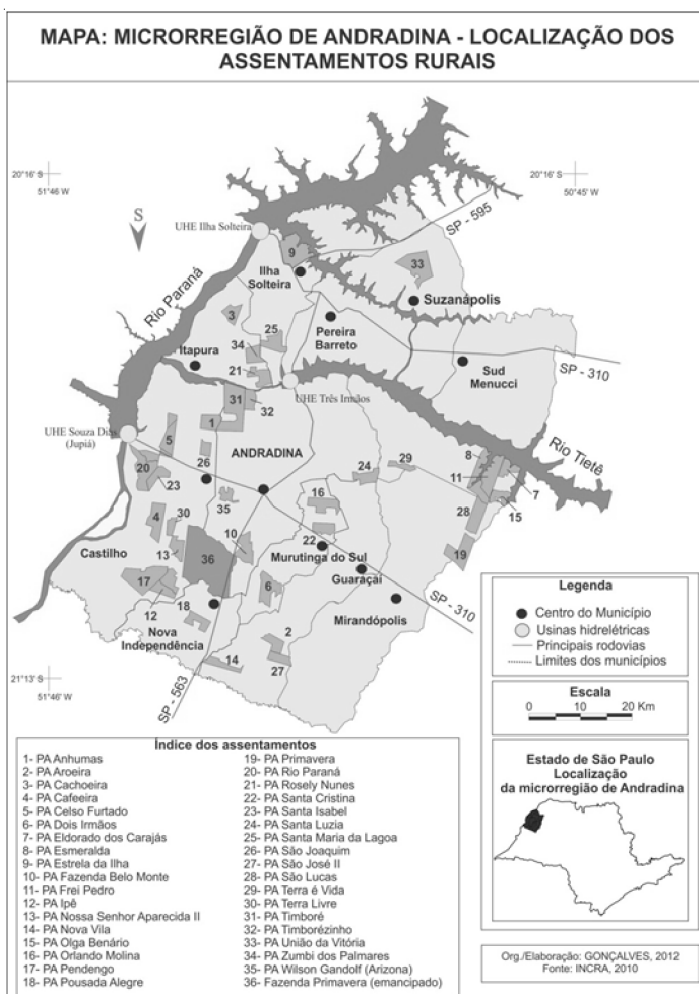 MAPA: MICRORREGIÃO DE ANDRADINA - LOCALIZAÇÃO DOS
ASSENTAMENTOS RURAIS
20°16' S
51°46' W
20°16' S
50°45' W
S
UHE Ilha Solteira
SP - 595
9
33
Ilha
Solteira
Suzanápolis
Rio Paraná
3
25
Pereira
Barreto
34
Itapura
21
Sud
Menucci
SP - 310
31
32
UHE Três Irmãos
1
UHE Souza Dias
(Jupiá)
5
ANDRADINA
Rio Tietê
8
29
24
20
26
11
7
23
35
16
15
4
30
28
10
22
Castilho
13
36
Murutinga do Sul
19
Guaraçaí
17
6
SP - 310
12
18
Mirandópolis
Nova
Independência
2
14
27
21°13' S
51°46' W
SP - 563
Legenda
Centro do Município
Usinas hidrelétricas
Principais rodovias
Limites dos municípios
Escala
0 10 20 Km
Estado de São Paulo
Localização
da microrregião de Andradina
Índice dos assentamentos
1- PA Anhumas
2- PA Aroeira
3- PA Cachoeira
4- PA Cafeeira
5- PA Celso Furtado
6- PA Dois Irmãos
7- PA Eldorado dos Carajás
8- PA Esmeralda
9- PA Estrela da Ilha
10- PA Fazenda Belo Monte
11- PA Frei Pedro
12- PA Ipê
13- PA Nossa Senhor Aparecida II
14- PA Nova Vila
15- PA Olga Benário
16- PA Orlando Molina
17- PA Pendengo
18- PA Pousada Alegre
19- PA Primavera
20- PA Rio Paraná
21- PA Rosely Nunes
22- PA Santa Cristina
23- PA Santa Isabel
24- PA Santa Luzia
25- PA Santa Maria da Lagoa
26- PA São Joaquim
27- PA São José II
28- PA São Lucas
29- PA Terra é Vida
30- PA Terra Livre
31- PA Timboré
32- PA Timborézinho
33- PA União da Vitória
34- PA Zumbi dos Palmares
35- PA Wilson Gandolf (Arizona)
36- Fazenda Primavera (emancipado)
Org./Elaboração: GONÇALVES, 2012
Fonte: INCRA, 2010